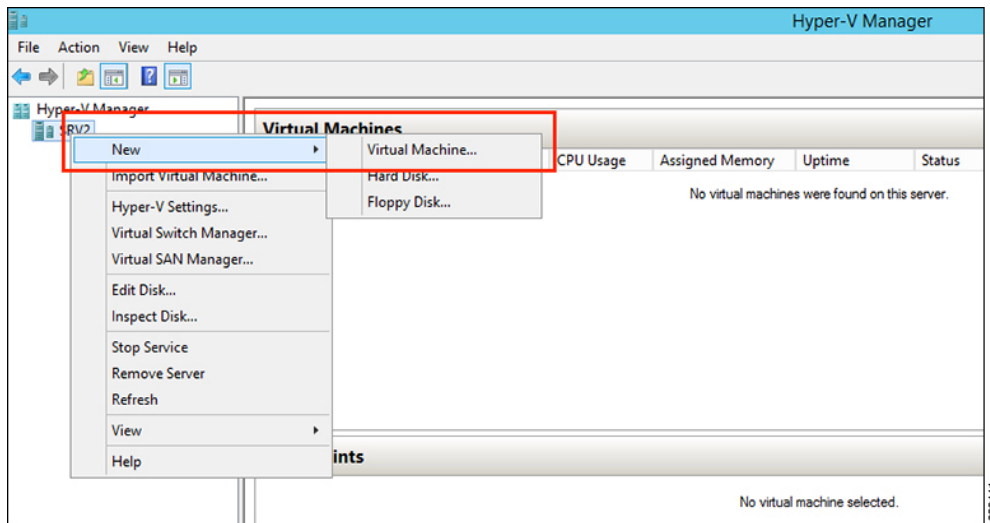 Hyper-V Manager
File Action View Help
Hyper-V Manager
SRV2
Virtual Machines
New
Virtual Machine...
CPU Usage Assigned Memory Uptime Status
Import Virtual Machine...
Hard Disk...
No virtual machines were found on this server.
Hyper-V Settings...
Floppy Disk...
Virtual Switch Manager...
Virtual SAN Manager...
Edit Disk...
Inspect Disk...
Stop Service
Remove Server
Refresh
View
Help
ints
No virtual machine selected.